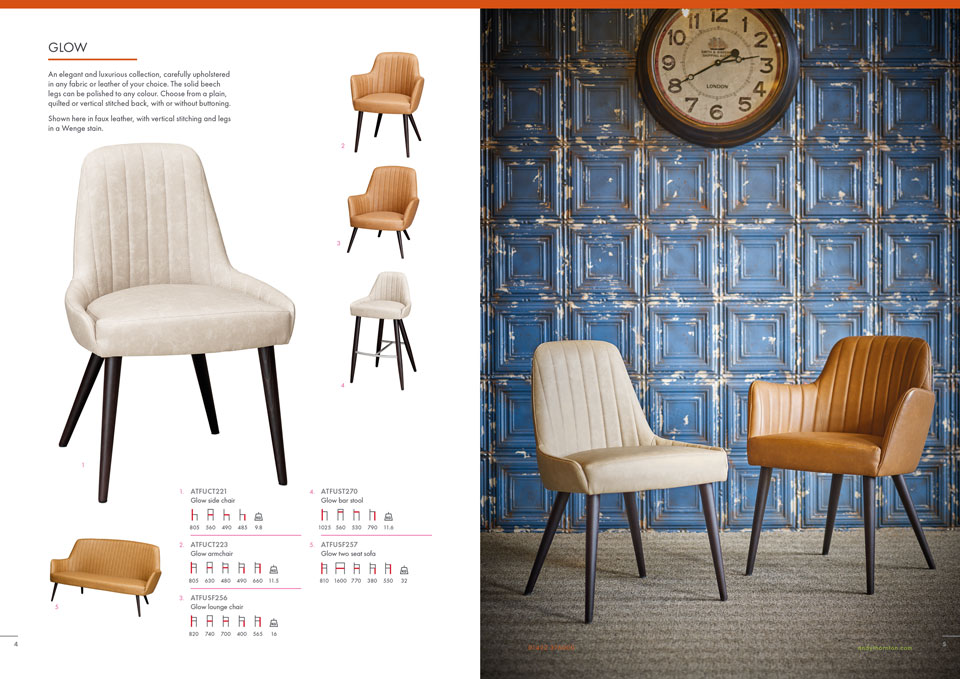 GLOW
An elegant and luxurious collection, carefully upholstered
in any fabric or leather of your choice. The solid beech
legs can be polished to any colour. Choose from a plain,
quilted or vertical stitched back, with or without buttoning.
Shown here in faux leather, with vertical stitching and legs
in a Wenge stain.
2
3
4
1
5
1. ATFUCT221
Glow side chair
805 560 490 485 9.8
2. ATFUCT223
Glow armchair
805 630 480 490 660 11.5
3. ATFUSF256
Glow lounge chair
820 740 700 400 565 16
4. ATFUST270
Glow bar stool
1025 560 530 790 11.6
5. ATFUSF257
Glow two seat sofa
810 1600 770 380 550 32
4
10 11 12 1 2 3 4 5 6 7 8 9
LONDON
andythornton.com
5